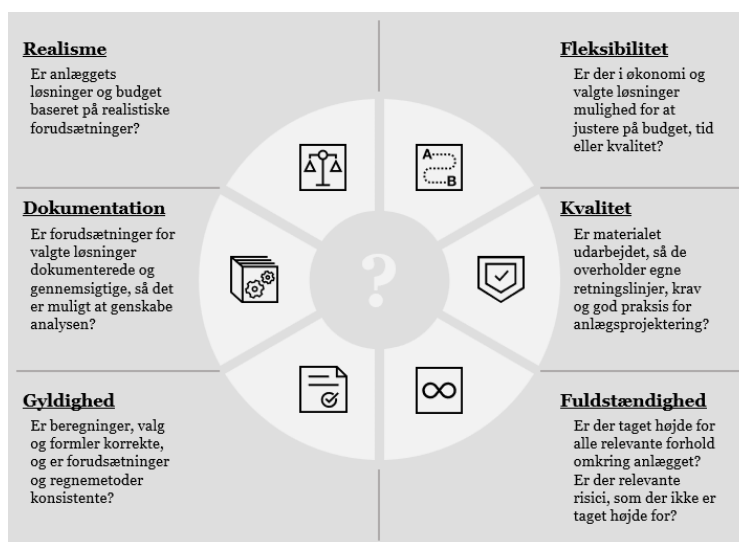 Realisme
Er anlæggets
løsninger og budget
baseret på realistiske
forudsætninger?
Fleksibilitet
Er der i økonomi og
valgte løsninger
mulighed for at
justere på budget, tid
eller kvalitet?
A
B
Dokumentation
Er forudsætninger for
valgte løsninger
dokumenterede og
gennemsigtige, så det
er muligt at genskabe
analysen?
?
Kvalitet
Er materialet
udarbejdet, så de
overholder egne
retningslinjer, krav
og god praksis for
anlægsprojektering?
Gyldighed
Er beregninger, valg
og formler korrekte,
og er forudsætninger
og regnemetoder
konsistente?
Fuldstændighed
Er der taget højde for
alle relevante forhold
omkring anlægget?
Er der relevante
risici, som der ikke er
taget højde for?